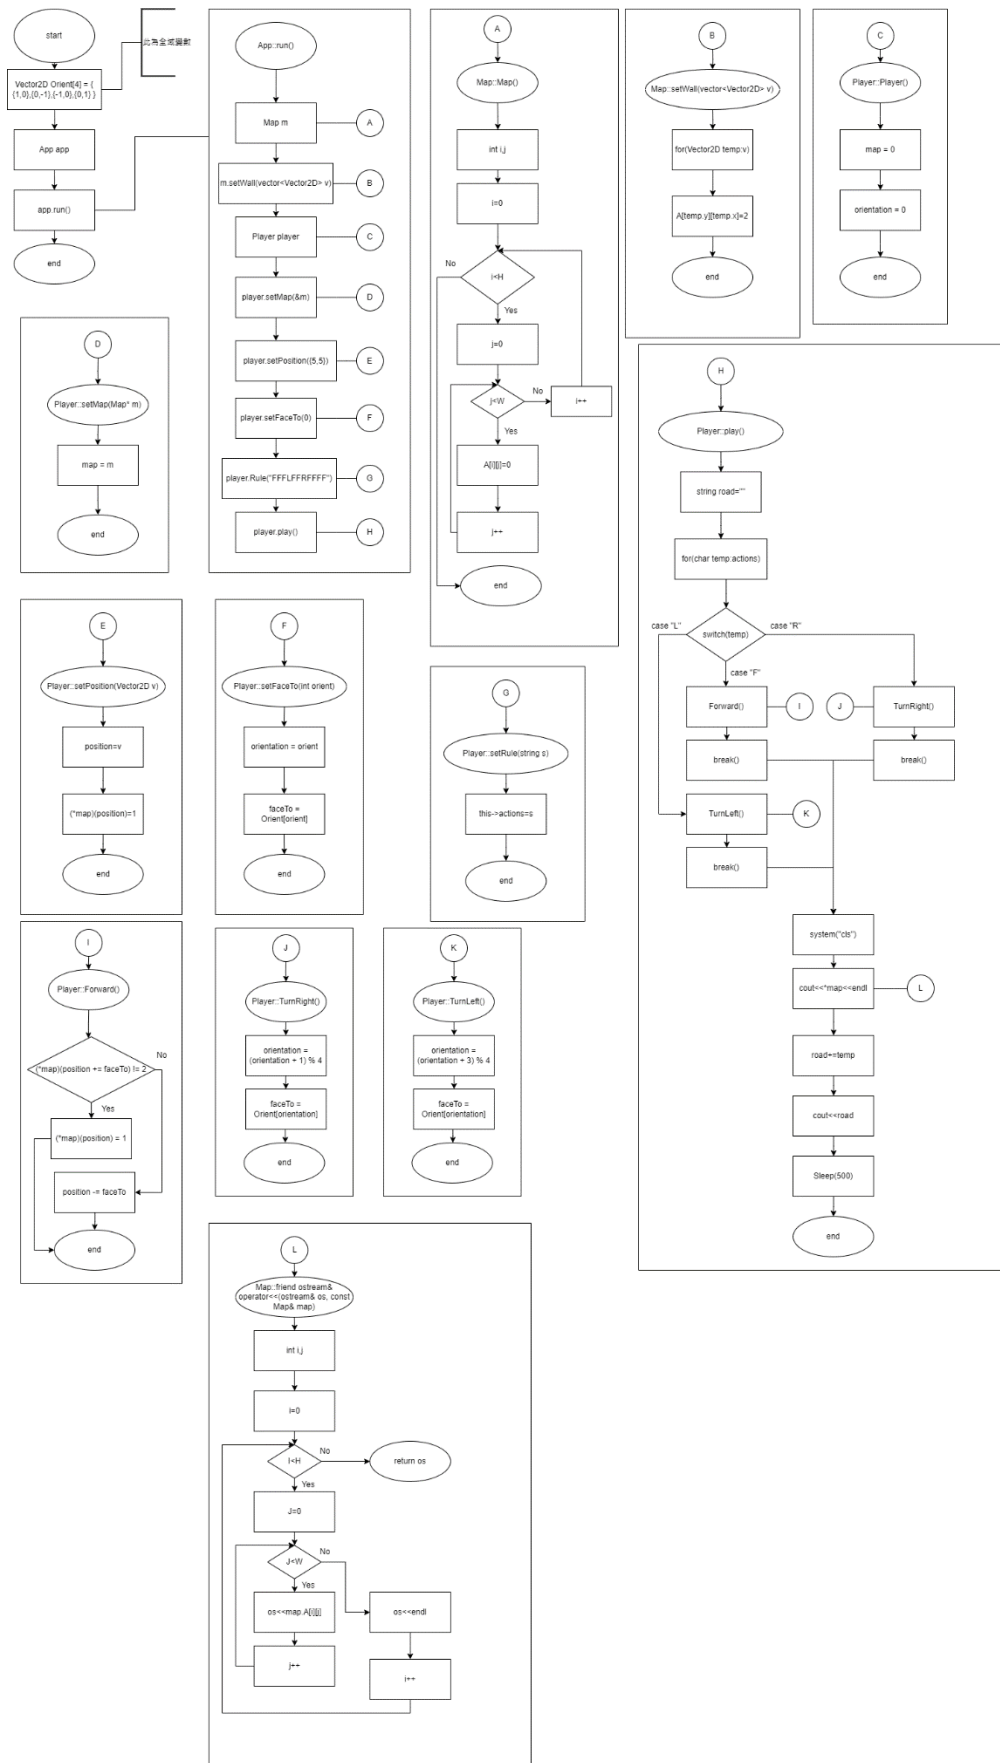 start
此為全域變數
Vector2D Orient[4] = {
{1,0},{0,-1},{-1,0},{0,1} }
App app
app.run()
end
App::run()
Map m
A
m.setWall(vector<Vector2D> v)
B
Player player
C
player.setMap(&m)
D
player.setPosition({5,5})
E
player.setFaceTo(0)
F
player.Rule("FFFLFFRFFFF")
G
player.play()
H
A
Map::Map()
int i,j
i=0
i<H
No
Yes
j=0
j<W
No
i++
Yes
A[i][j]=0
j++
end
B
Map::setWall(vector<Vector2D> v)
for(Vector2D temp:v)
A[temp.y][temp.x]=2
end
C
Player::Player()
map = 0
orientation = 0
end
D
Player::setMap(Map* m)
map = m
end
H
Player::play()
string road=""
for(char temp:actions)
switch(temp)
case "L"
case "R"
case "F"
Forward()
I
J
TurnRight()
break()
break()
TurnLeft()
K
break()
system("cls")
cout<<*map<<endl
L
road+=temp
cout<<road
Sleep(500)
end
E
Player::setPosition(Vector2D v)
position=v
(*map)(position)=1
end
F
Player::setFaceTo(int orient)
orientation = orient
faceTo =
Orient[orient]
end
G
Player::setRule(string s)
this->actions=s
end
I
Player::Forward()
(*map)(position += faceTo) != 2
No
Yes
(*map)(position) = 1
position -= faceTo
end
J
Player::TurnRight()
orientation =
(orientation + 1) % 4
faceTo =
Orient[orientation]
end
K
Player::TurnLeft()
orientation =
(orientation + 3) % 4
faceTo =
Orient[orientation]
end
L
Map::friend ostream&
operator<<(ostream& os, const
Map& map)
int i,j
i=0
I<H
No
return os
Yes
J=0
J<W
No
Yes
os<<map.A[i][j]
os<<endl
j++
i++